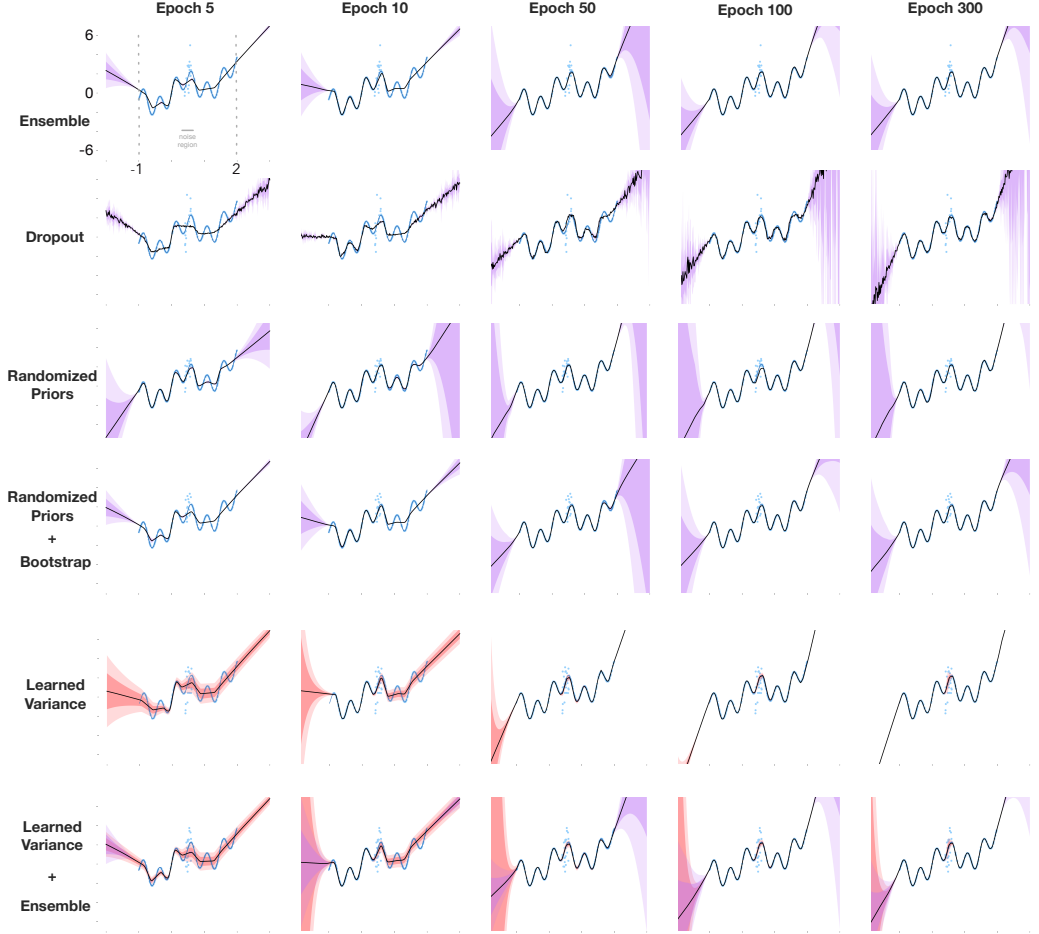 Epoch 5 Epoch 10 Epoch 50 Epoch 100 Epoch 300
6
0
Ensemble
noise
region
-6
-1 2
Dropout
Randomized
Priors
Randomized
Priors
+
Bootstrap
Learned
Variance
Learned
Variance
+
Ensemble